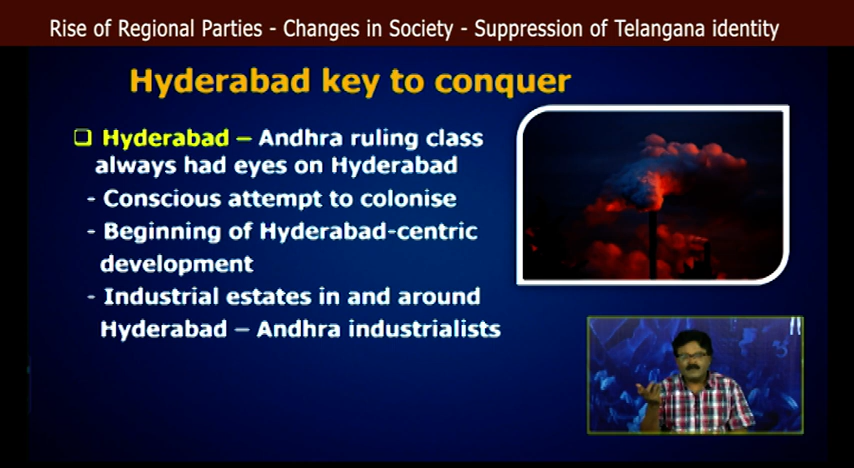 Rise of Regional Parties - Changes in Society - Suppression of Telangana identity
Hyderabad key to conquer
❑ Hyderabad – Andhra ruling class
always had eyes on Hyderabad
- Conscious attempt to colonise
- Beginning of Hyderabad-centric
development
- Industrial estates in and around
Hyderabad – Andhra industrialists